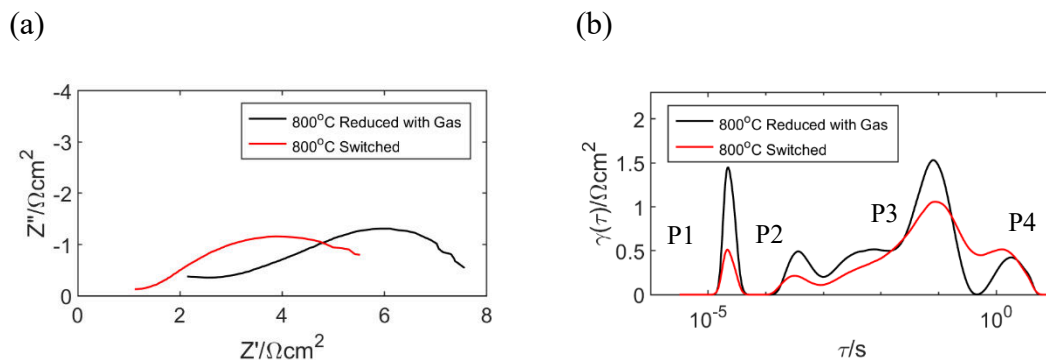 (a)
-4
-3
-2
-1
0
0
2
4
6
8
Z''/Ωcm²
Z'/Ωcm²
800°C Reduced with Gas
800°C Switched
(b)
2
1.5
1
0.5
0
10⁻⁵
10⁰
γ(τ)/Ωcm²
τ/s
800°C Reduced with Gas
800°C Switched
P1
P2
P3
P4